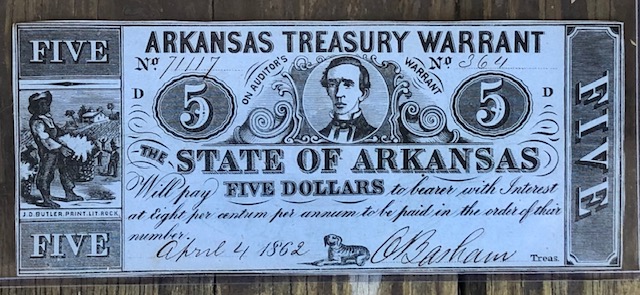 FIVE
ARKANSAS TREASURY WARRANT
No 71117 ON AUDITOR'S WARRANT No 364
D 5 5 D
FIVE
THE STATE OF ARKANSAS
Will pay FIVE DOLLARS to bearer with Interest
at eight per centum per annum to be paid in the order of their
number.
J.D. BUTLER, PRINT. LIT. ROCK.
FIVE
April 4 1862 O Basham Treas.